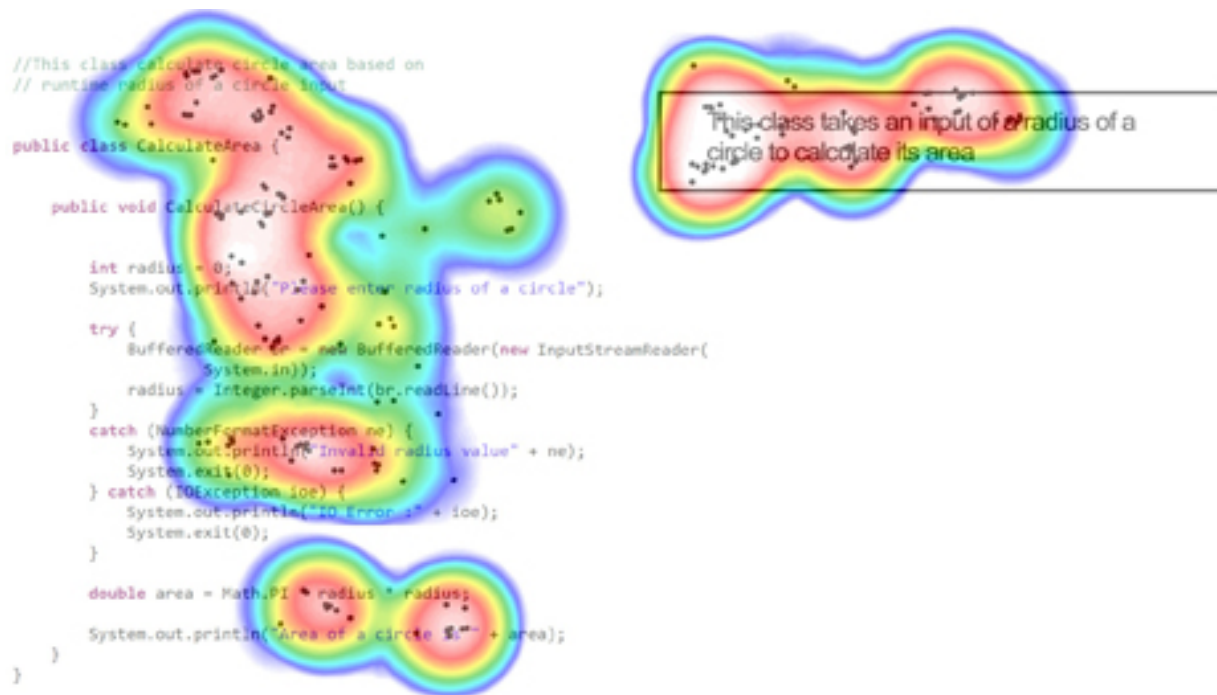 //This class calculate circle area based on
// runtime radius of a circle input
public class CalculateArea {
public void CalculateCircleArea() {
int radius = 0;
System.out.println("Please enter radius of a circle");
try {
BufferedReader br = new BufferedReader(new InputStreamReader(
System.in));
radius = Integer.parseInt(br.readLine());
}
catch (NumberFormatException ne) {
System.out.println("Invalid radius value" + ne);
System.exit(0);
} catch (IOException ioe) {
System.out.println("IO Error :" + ioe);
System.exit(0);
}
double area = Math.PI * radius * radius;
System.out.println("Area of a circle is " + area);
}
}
This class takes an input of a radius of a
circle to calculate its area